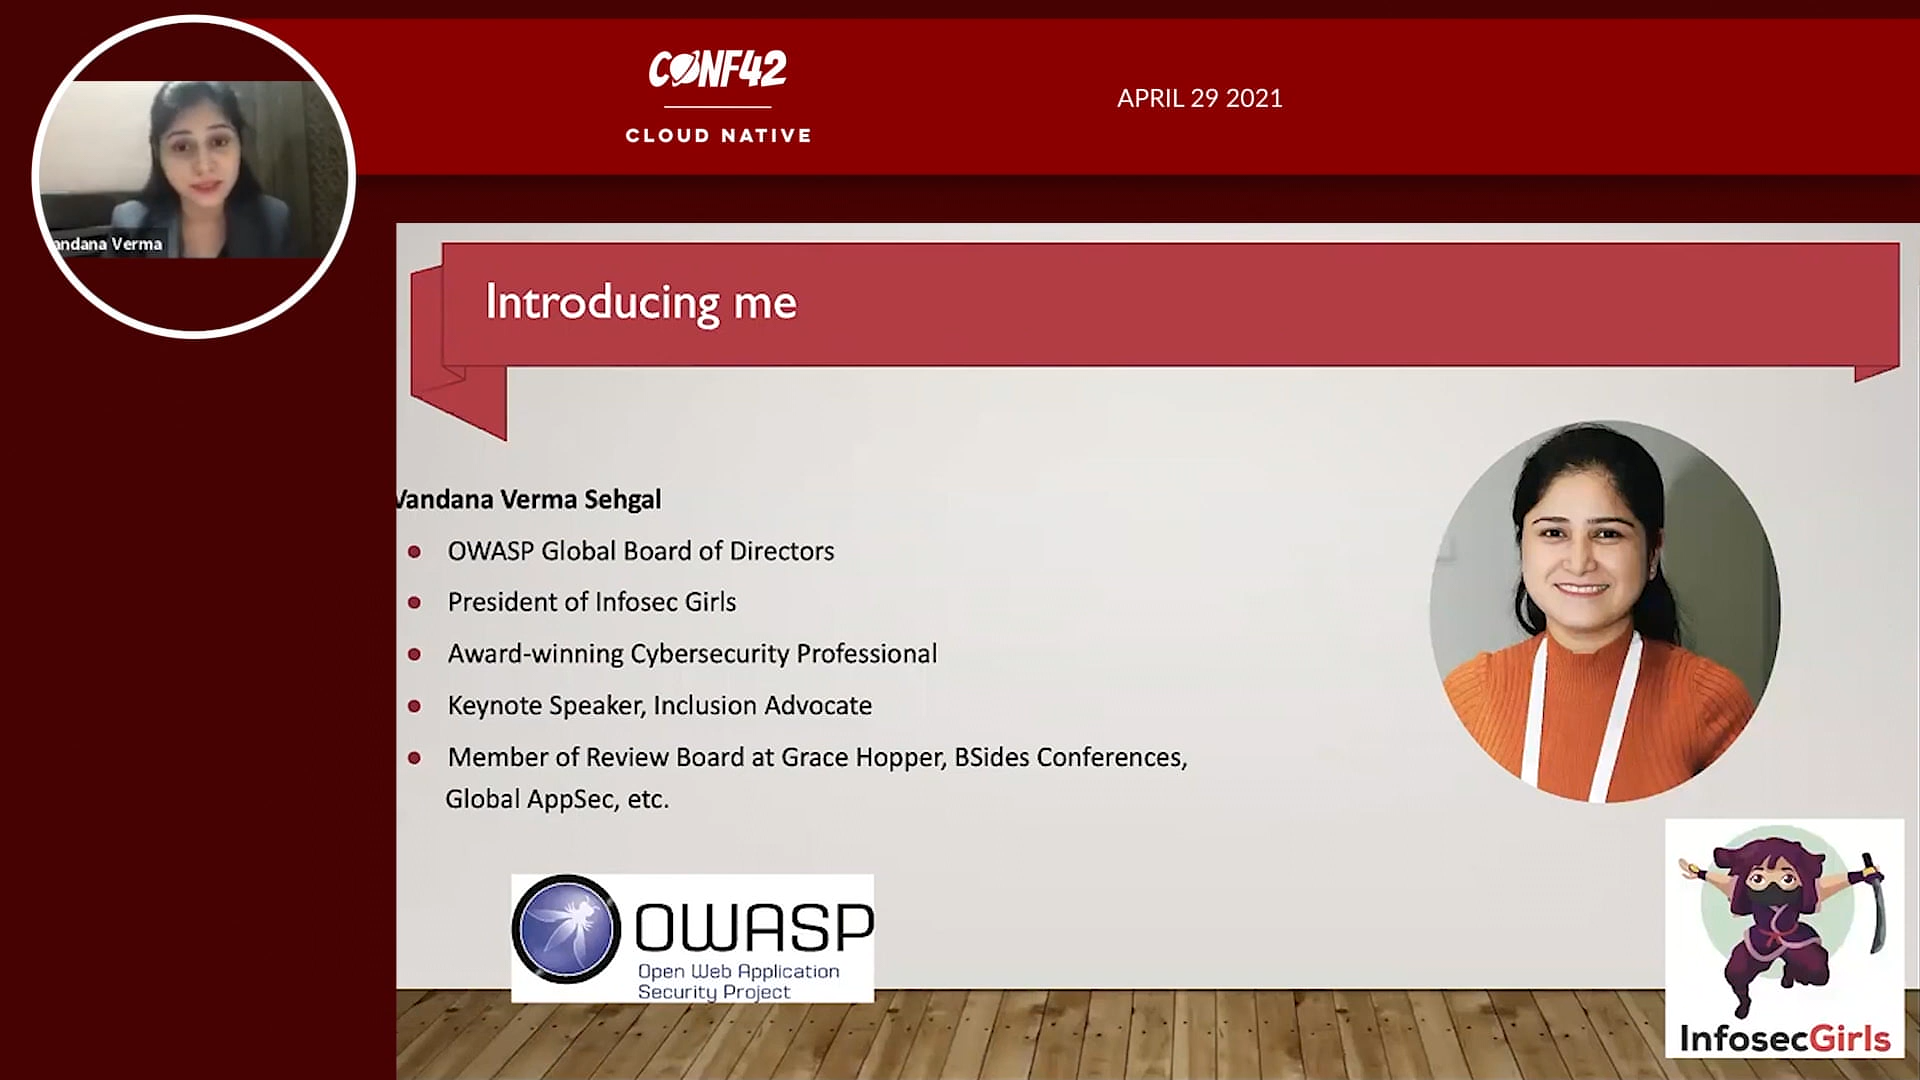 CONF42
CLOUD NATIVE
APRIL 29 2021
andana Verma
Introducing me
Vandana Verma Sehgal
• OWASP Global Board of Directors
• President of Infosec Girls
• Award-winning Cybersecurity Professional
• Keynote Speaker, Inclusion Advocate
• Member of Review Board at Grace Hopper, BSides Conferences,
Global AppSec, etc.
OWASP
Open Web Application
Security Project
InfosecGirls